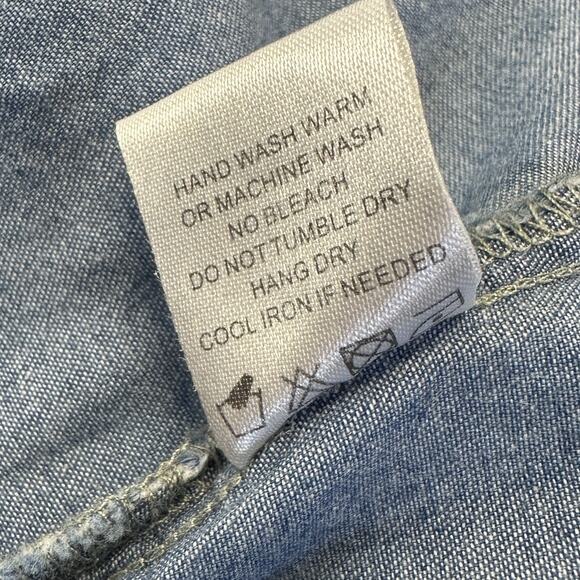 HAND WASH WARM
OR MACHINE WASH
NO BLEACH
DO NOT TUMBLE DRY
HANG DRY
COOL IRON IF NEEDED